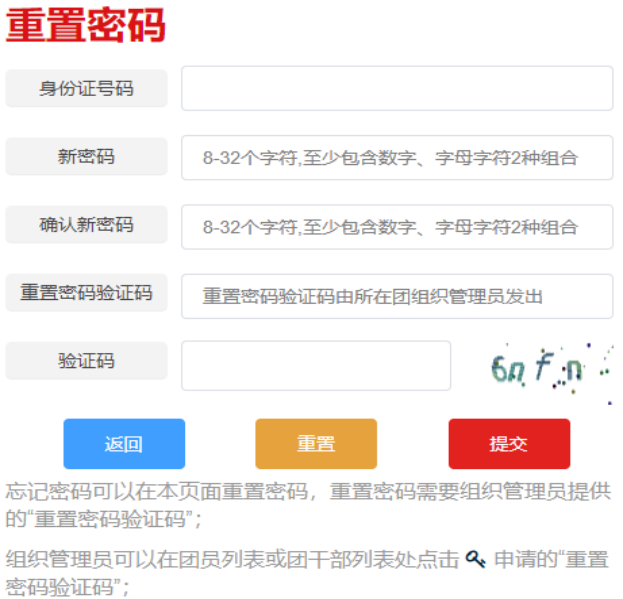 重置密码
身份证号码
新密码
8-32个字符,至少包含数字、字母字符2种组合
确认新密码
8-32个字符,至少包含数字、字母字符2种组合
重置密码验证码
重置密码验证码由所在团组织管理员发出
验证码
返回
重置
提交
忘记密码可以在本页面重置密码，重置密码需要组织管理员提供
的“重置密码验证码”；
组织管理员可以在团员列表或团干部列表处点击 申请的“重置
密码验证码”；